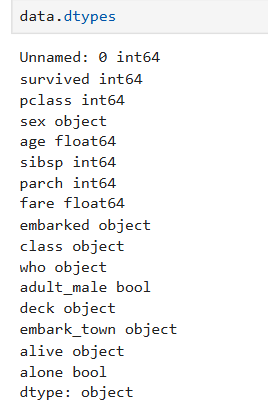 data.dtypes
Unnamed: 0 int64
survived int64
pclass int64
sex object
age float64
sibsp int64
parch int64
fare float64
embarked object
class object
who object
adult_male bool
deck object
embark_town object
alive object
alone bool
dtype: object